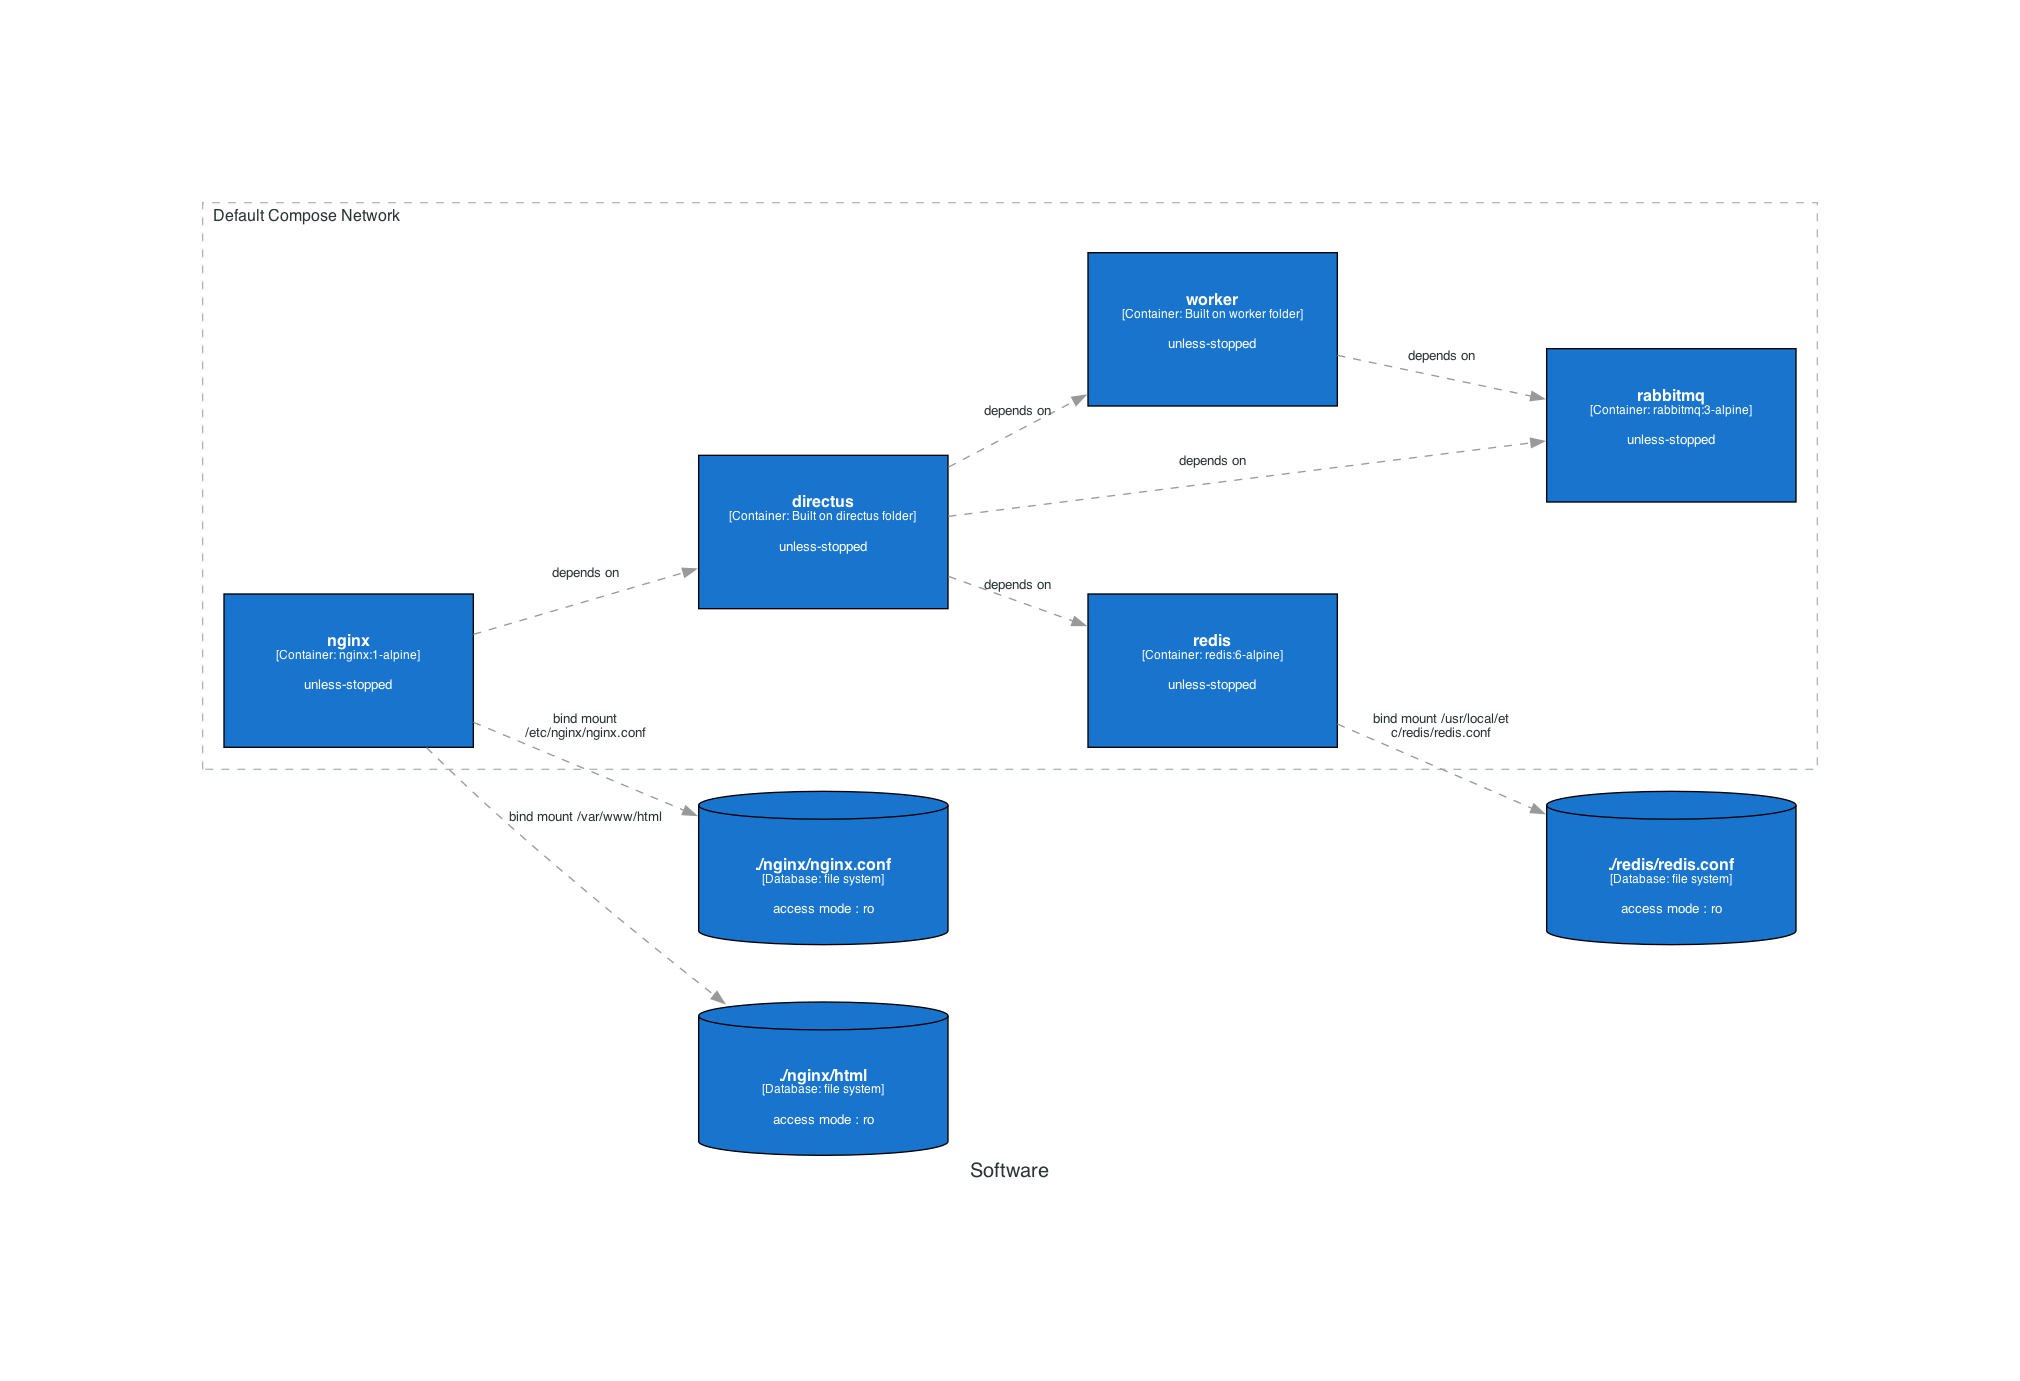 Default Compose Network
worker
[Container: Built on worker folder]
unless-stopped
depends on
rabbitmq
[Container: rabbitmq:3-alpine]
unless-stopped
depends on
depends on
directus
[Container: Built on directus folder]
unless-stopped
depends on
depends on
nginx
[Container: nginx:1-alpine]
unless-stopped
redis
[Container: redis:6-alpine]
unless-stopped
bind mount
/etc/nginx/nginx.conf
bind mount /usr/local/et
c/redis/redis.conf
bind mount /var/www/html
./nginx/nginx.conf
[Database: file system]
access mode : ro
./redis/redis.conf
[Database: file system]
access mode : ro
./nginx/html
[Database: file system]
access mode : ro
Software